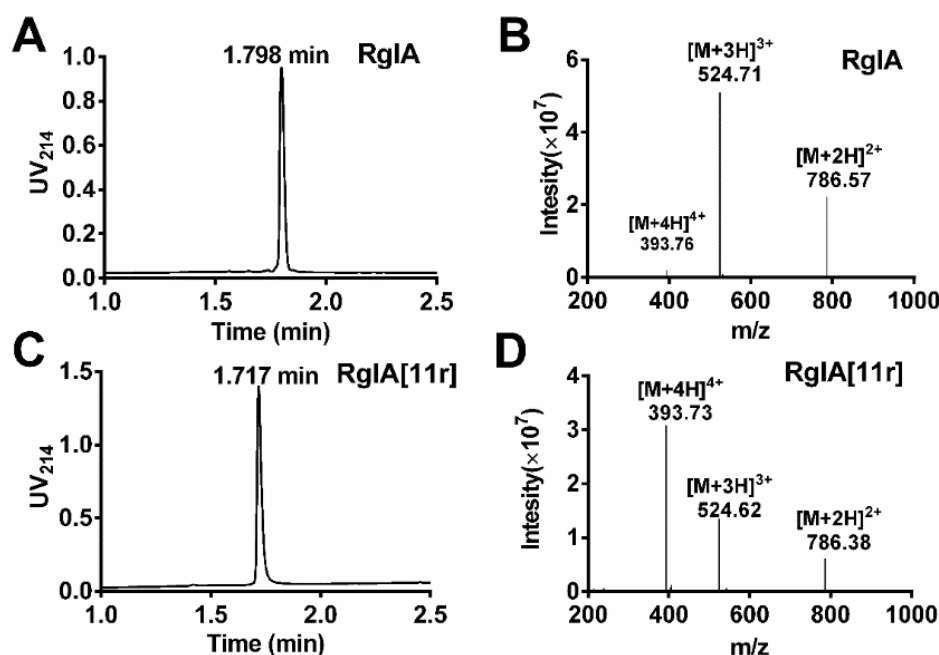 A
1.798 min
RgIA
1.0
0.8
0.6
0.4
0.2
0.0
UV214
1.0 1.5 2.0 2.5
Time (min)
B
[M+3H]3+
524.71
RgIA
[M+2H]2+
786.57
[M+4H]4+
393.76
6
4
2
0
Intesity(×10⁷)
200 400 600 800 1000
m/z
C
1.717 min
RgIA[11r]
1.5
1.0
0.5
0.0
UV214
1.0 1.5 2.0 2.5
Time (min)
D
RgIA[11r]
[M+4H]4+
393.73
[M+3H]3+
524.62
[M+2H]2+
786.38
4
3
2
1
0
Intesity(×10⁷)
200 400 600 800 1000
m/z